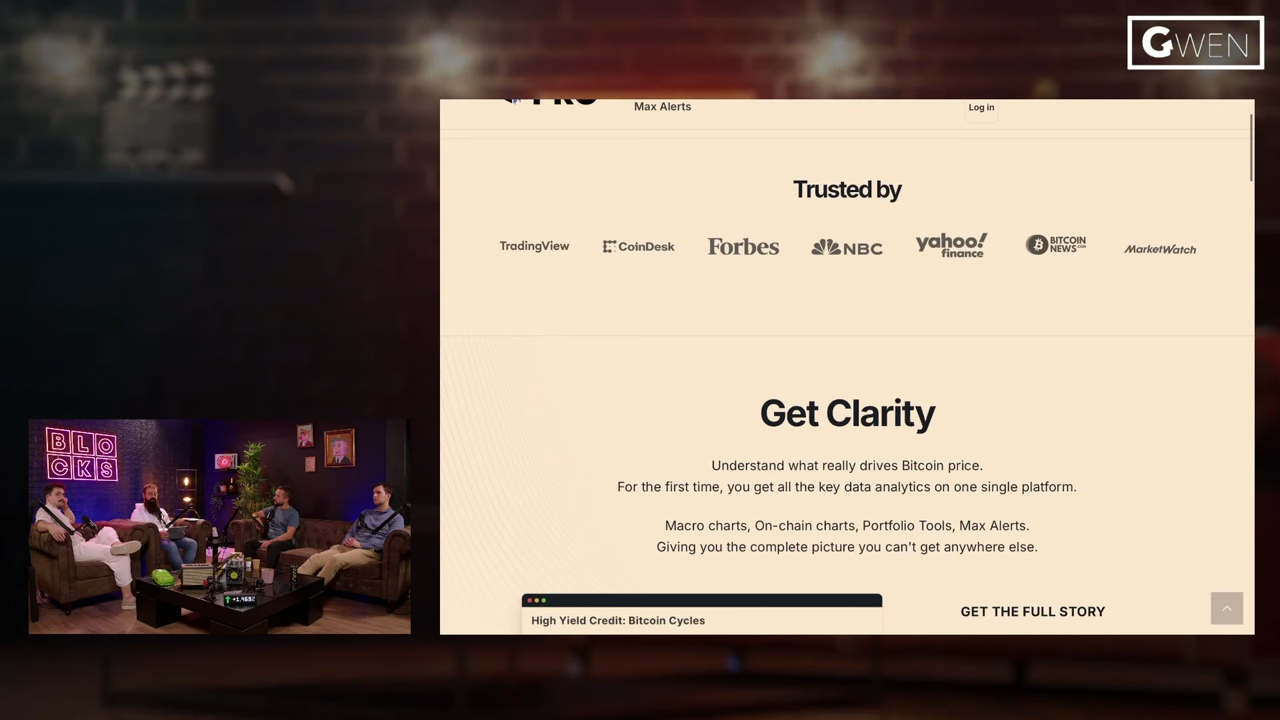 GWEN
PRO
Max Alerts
Log in
Trusted by
TradingView
CoinDesk
Forbes
NBC
yahoo!
finance
BITCOIN
NEWS.COM
MarketWatch
Get Clarity
Understand what really drives Bitcoin price.
For the first time, you get all the key data analytics on one single platform.
Macro charts, On-chain charts, Portfolio Tools, Max Alerts.
Giving you the complete picture you can't get anywhere else.
High Yield Credit: Bitcoin Cycles
GET THE FULL STORY
BLO
CKS